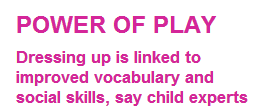 POWER OF PLAY
Dressing up is linked to
improved vocabulary and
social skills, say child experts